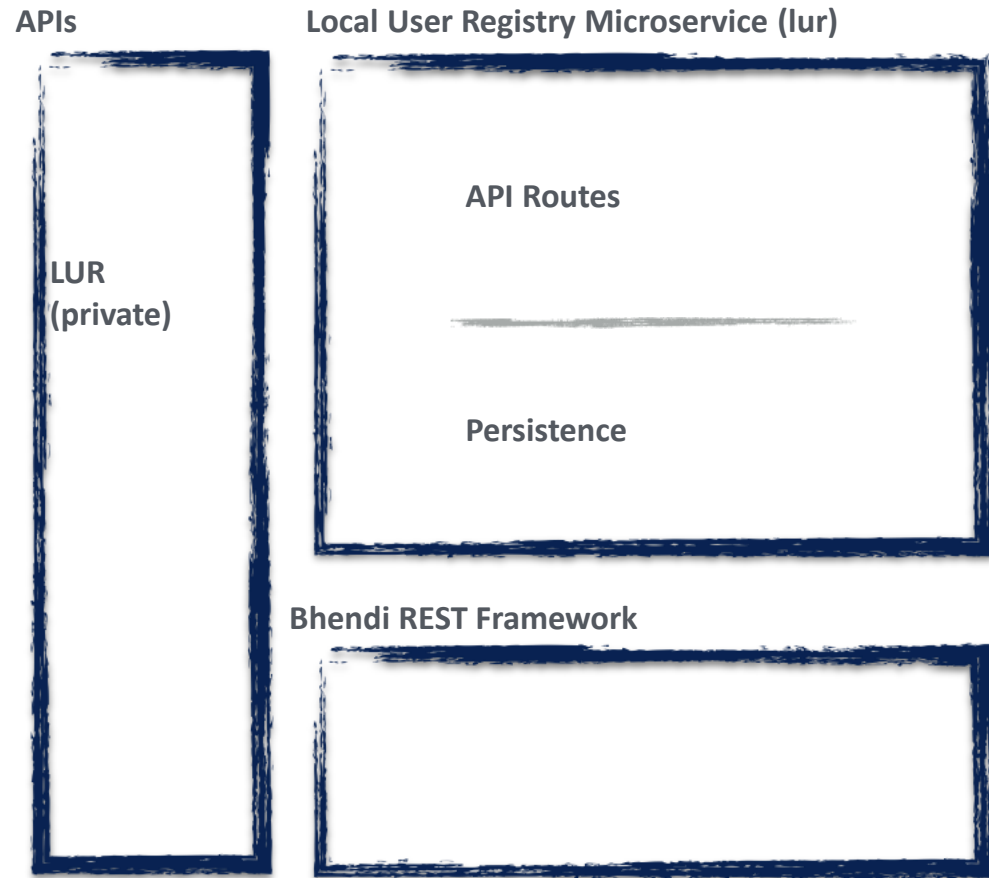 APIs
Local User Registry Microservice (lur)
API Routes
LUR
(private)
Persistence
Bhendi REST Framework